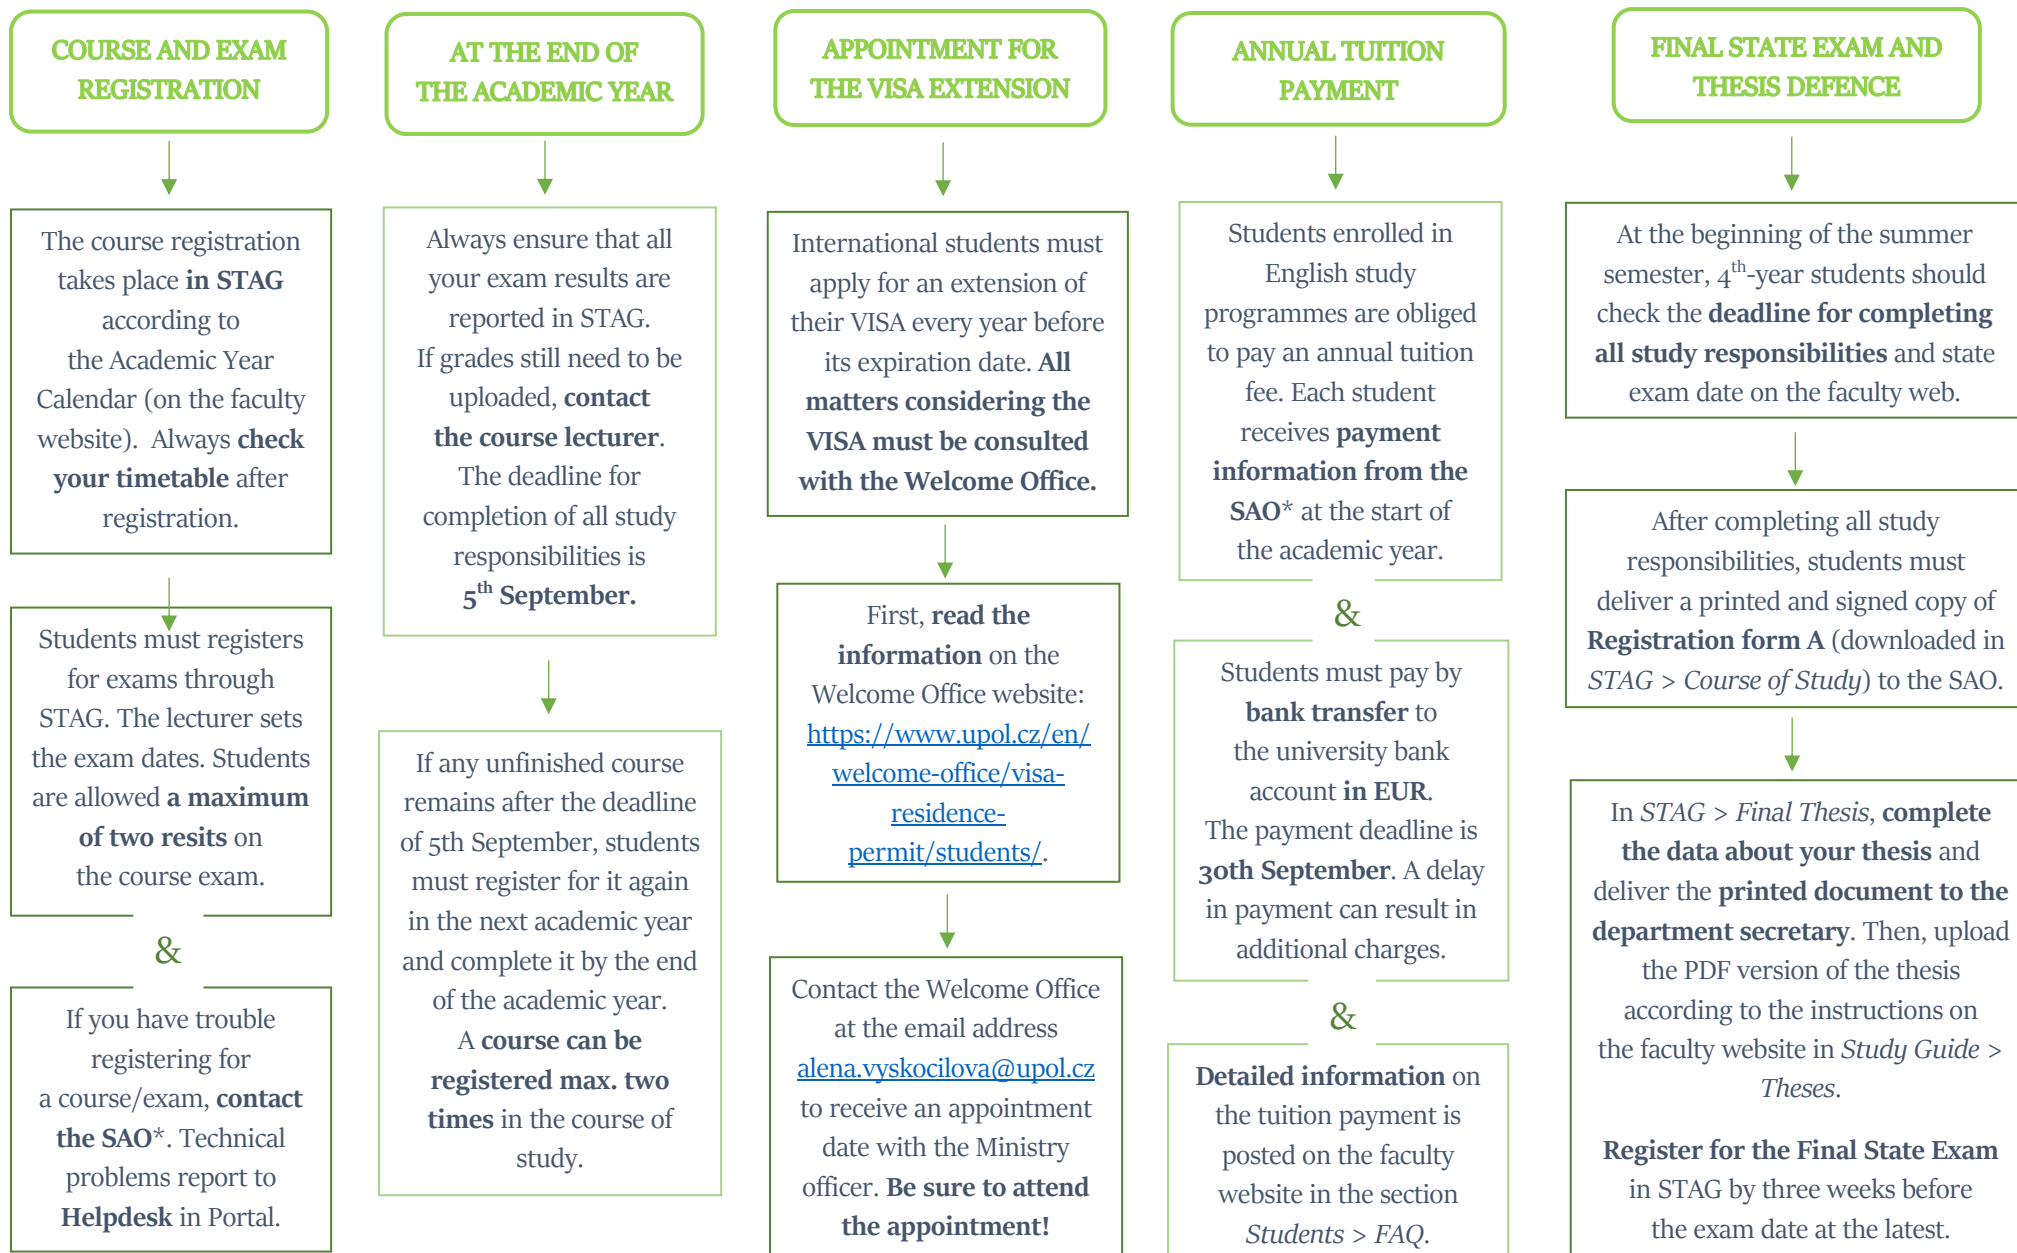 COURSE AND EXAM
REGISTRATION
The course registration
takes place in STAG
according to
the Academic Year
Calendar (on the faculty
website).  Always check
your timetable after
registration.
Students must registers
for exams through
STAG. The lecturer sets
the exam dates. Students
are allowed a maximum
of two resits on
the course exam.
&
If you have trouble
registering for
a course/exam, contact
the SAO*. Technical
problems report to
Helpdesk in Portal.
AT THE END OF
THE ACADEMIC YEAR
Always ensure that all
your exam results are
reported in STAG.
If grades still need to be
uploaded, contact
the course lecturer.
The deadline for
completion of all study
responsibilities is
5th September.
If any unfinished course
remains after the deadline
of 5th September, students
must register for it again
in the next academic year
and complete it by the end
of the academic year.
A course can be
registered max. two
times in the course of
study.
APPOINTMENT FOR
THE VISA EXTENSION
International students must
apply for an extension of
their VISA every year before
its expiration date. All
matters considering the
VISA must be consulted
with the Welcome Office.
First, read the
information on the
Welcome Office website:
https://www.upol.cz/en/
welcome-office/visa-
residence-
permit/students/.
Contact the Welcome Office
at the email address
alena.vyskocilova@upol.cz
to receive an appointment
date with the Ministry
officer. Be sure to attend
the appointment!
ANNUAL TUITION
PAYMENT
Students enrolled in
English study
programmes are obliged
to pay an annual tuition
fee. Each student
receives payment
information from the
SAO* at the start of
the academic year.
&
Students must pay by
bank transfer to
the university bank
account in EUR.
The payment deadline is
30th September. A delay
in payment can result in
additional charges.
&
Detailed information on
the tuition payment is
posted on the faculty
website in the section
Students > FAQ.
FINAL STATE EXAM AND
THESIS DEFENCE
At the beginning of the summer
semester, 4th-year students should
check the deadline for completing
all study responsibilities and state
exam date on the faculty web.
After completing all study
responsibilities, students must
deliver a printed and signed copy of
Registration form A (downloaded in
STAG > Course of Study) to the SAO.
In STAG > Final Thesis, complete
the data about your thesis and
deliver the printed document to the
department secretary. Then, upload
the PDF version of the thesis
according to the instructions on
the faculty website in Study Guide >
Theses.
Register for the Final State Exam
in STAG by three weeks before
the exam date at the latest.